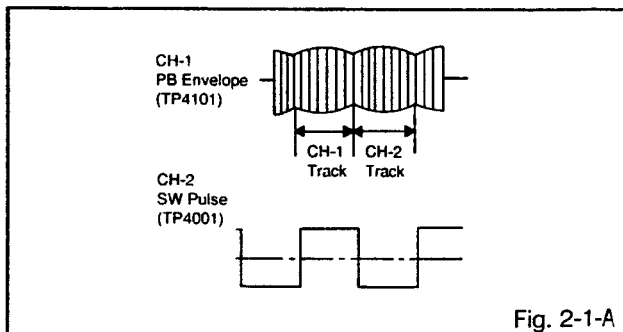 CH-1
PB Envelope
(TP4101)
CH-1
Track
CH-2
Track
CH-2
SW Pulse
(TP4001)
Fig. 2-1-A